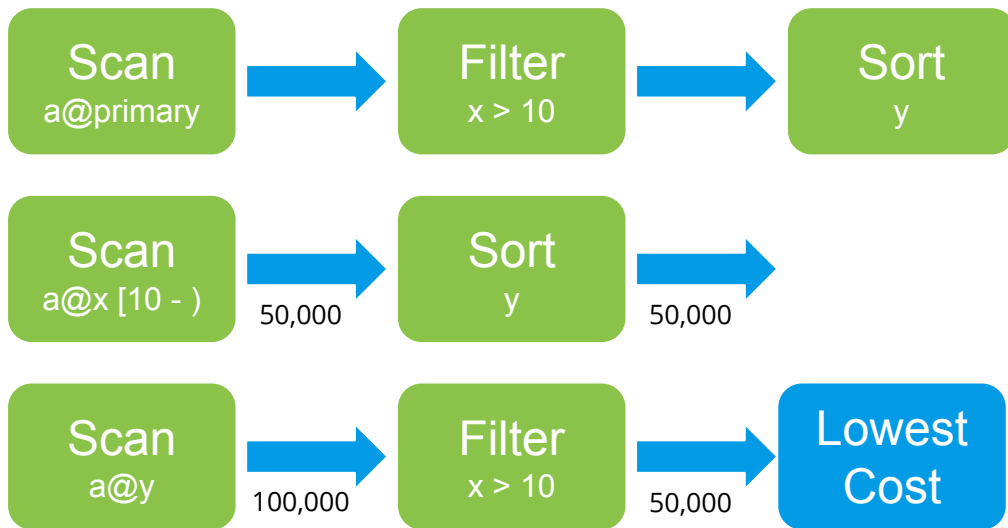 Scan
a@primary
Filter
x > 10
Sort
y
Scan
a@x [10 - )
50,000
Sort
y
50,000
Scan
a@y
100,000
Filter
x > 10
50,000
Lowest
Cost